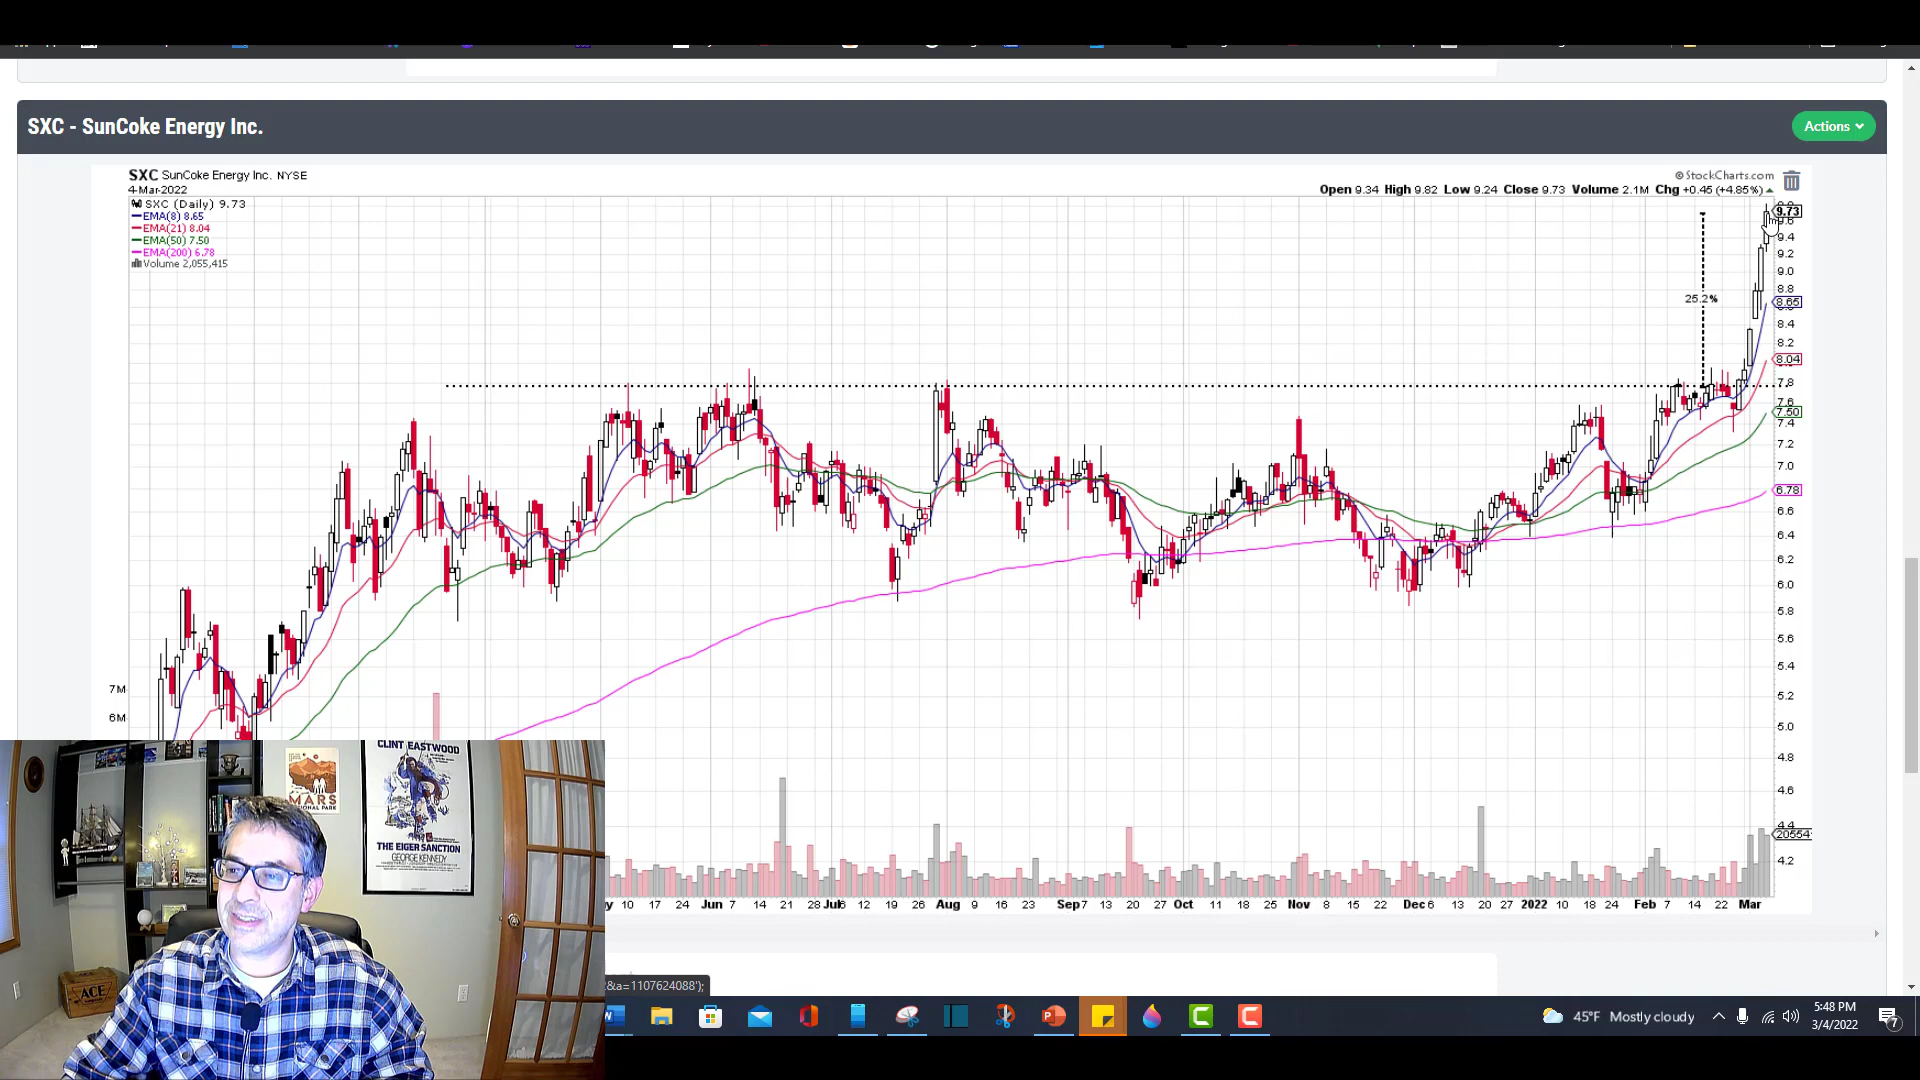 SXC - SunCoke Energy Inc.
Actions
SXC SunCoke Energy Inc. NYSE
© StockCharts.com
4-Mar-2022
Open 9.34 High 9.82 Low 9.24 Close 9.73 Volume 2.1M Chg +0.45 (+4.85%)
SXC (Daily) 9.73
EMA(8) 8.65
EMA(21) 8.04
EMA(50) 7.50
EMA(200) 6.78
Volume 2,055,415
9.73
9.4
9.2
9.0
8.8
25.2%
8.65
8.4
8.2
8.04
7.8
7.6
7.50
7.4
7.2
7.0
6.78
6.6
6.4
6.2
6.0
5.8
5.6
5.4
7M
5.2
6M
5.0
4.8
4.6
4.4
20554
4.2
10 17 24 Jun 7 14 21 28 Jul 12 19 26 Aug 9 16 23 Sep 7 13 20 27 Oct 11 18 25 Nov 8 15 22 Dec 6 13 20 27 2022 10 18 24 Feb 7 14 22 Mar
CLINT EASTWOOD
MARS
THE EIGER SANCTION
GEORGE KENNEDY
ACE
&a=1107624088');
45°F Mostly cloudy
5:48 PM
3/4/2022
7